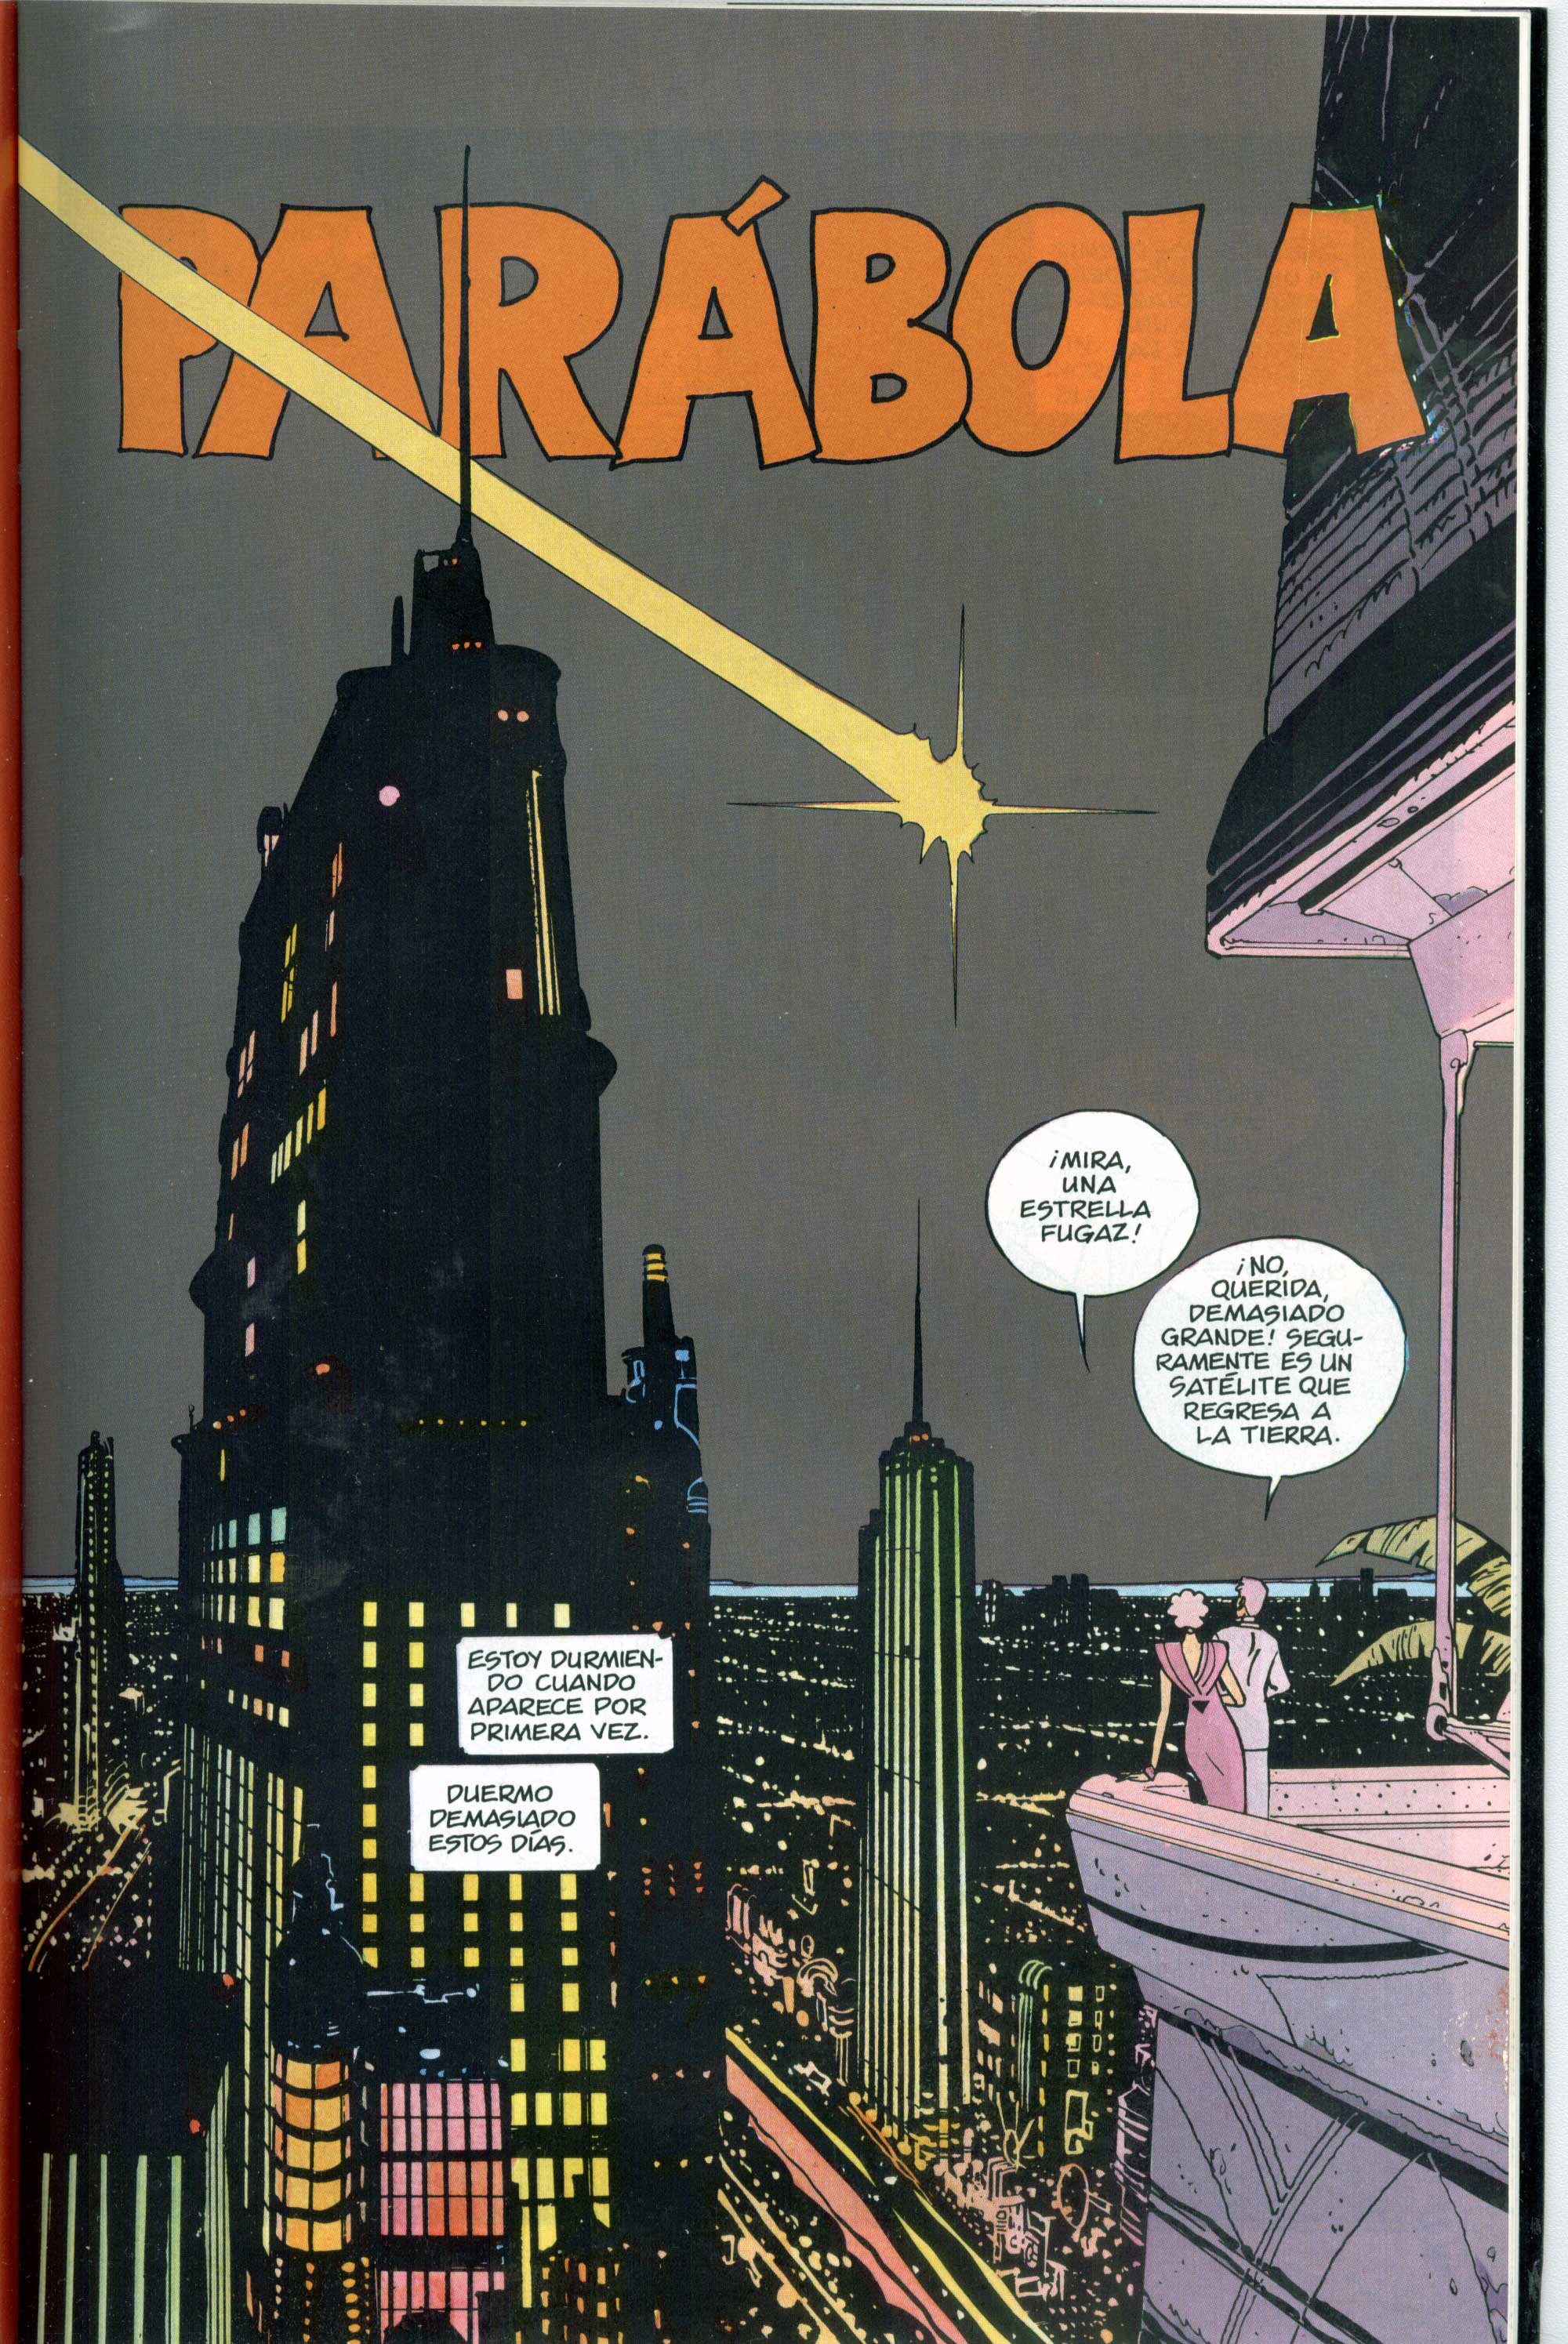 PARÁBOLA
¡MIRA,
UNA
ESTRELLA
FUGAZ!
¡NO,
QUERIDA,
DEMASIADO
GRANDE! SEGU-
RAMENTE ES UN
SATÉLITE QUE
REGRESA A
LA TIERRA.
ESTOY DURMIEN-
DO CUANDO
APARECE POR
PRIMERA VEZ.
DUERMO
DEMASIADO
ESTOS DÍAS.